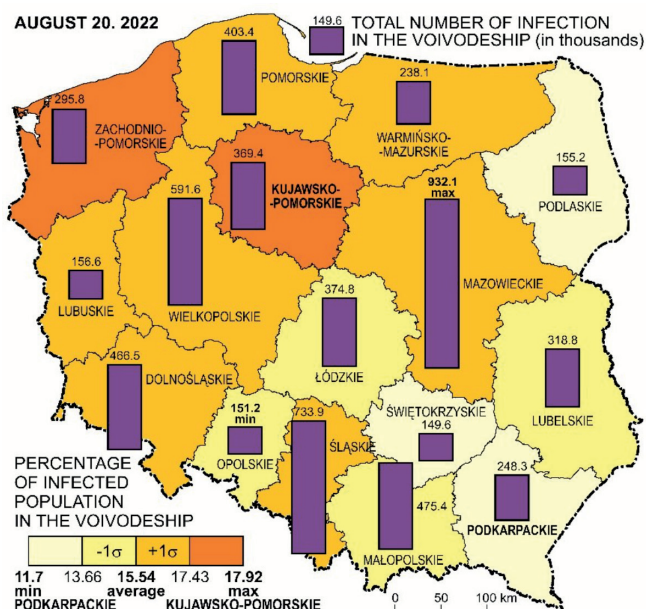 AUGUST 20. 2022
149.6 TOTAL NUMBER OF INFECTION
IN THE VOIVODESHIP (in thousands)
403.4
POMORSKIE
295.8
ZACHODNIO-
-POMORSKIE
238.1
WARMIŃSKO-
-MAZURSKIE
369.4
KUJAWSKO-
-POMORSKIE
155.2
PODLASKIE
591.6
WIELKOPOLSKIE
932.1
max
MAZOWIECKIE
156.6
LUBUSKIE
374.8
ŁÓDZKIE
318.8
LUBELSKIE
466.5
DOLNOŚLĄSKIE
151.2
min
OPOLSKIE
733.9
ŚLĄSKIE
ŚWIĘTOKRZYSKIE
149.6
475.4
MAŁOPOLSKIE
248.3
PODKARPACKIE
PERCENTAGE
OF INFECTED
POPULATION
IN THE VOIVODESHIP
-1σ +1σ
11.7 13.66 15.54 17.43 17.92
min average max
PODKARPACKIE KUJAWSKO-POMORSKIE
0 50 100 km